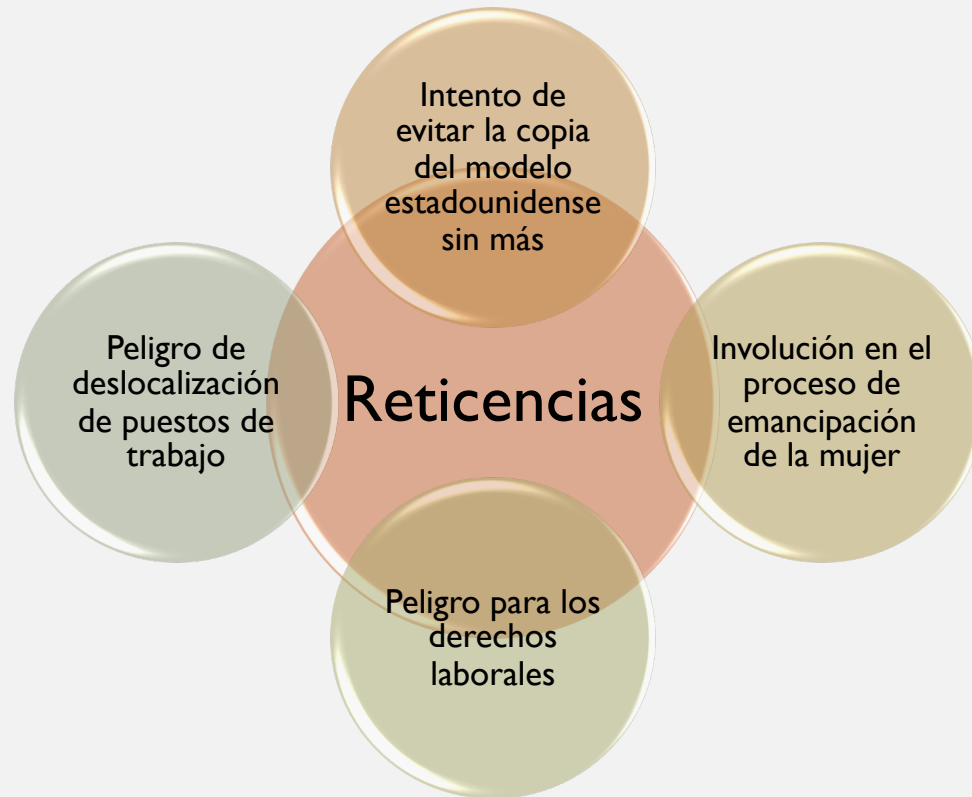 Intento de
evitar la copia
del modelo
estadounidense
sin más
Peligro de
deslocalización
de puestos de
trabajo
Reticencias
Involución en el
proceso de
emancipación
de la mujer
Peligro para los
derechos
laborales